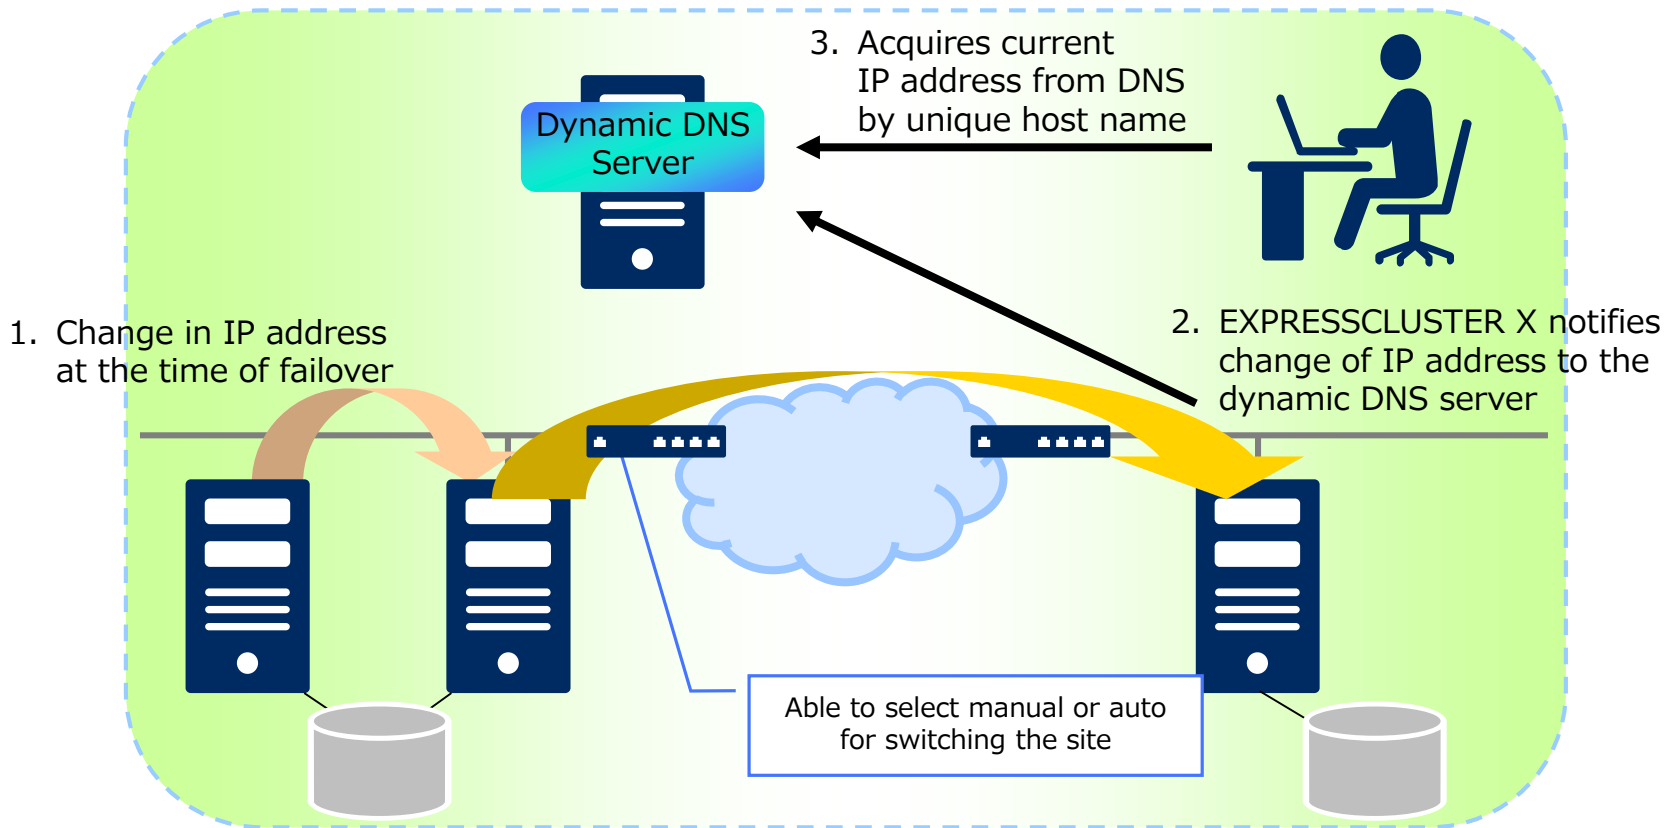 3. Acquires current
IP address from DNS
by unique host name
Dynamic DNS
Server
1. Change in IP address
at the time of failover
2. EXPRESSCLUSTER X notifies
change of IP address to the
dynamic DNS server
Able to select manual or auto
for switching the site